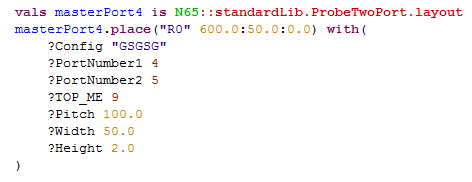 vals masterPort4 is N65::standardLib.ProbeTwoPort.layout
masterPort4.place("R0" 600.0:50.0:0.0) with(
?Config "GSGSG"
?PortNumber1 4
?PortNumber2 5
?TOP_ME 9
?Pitch 100.0
?Width 50.0
?Height 2.0
)